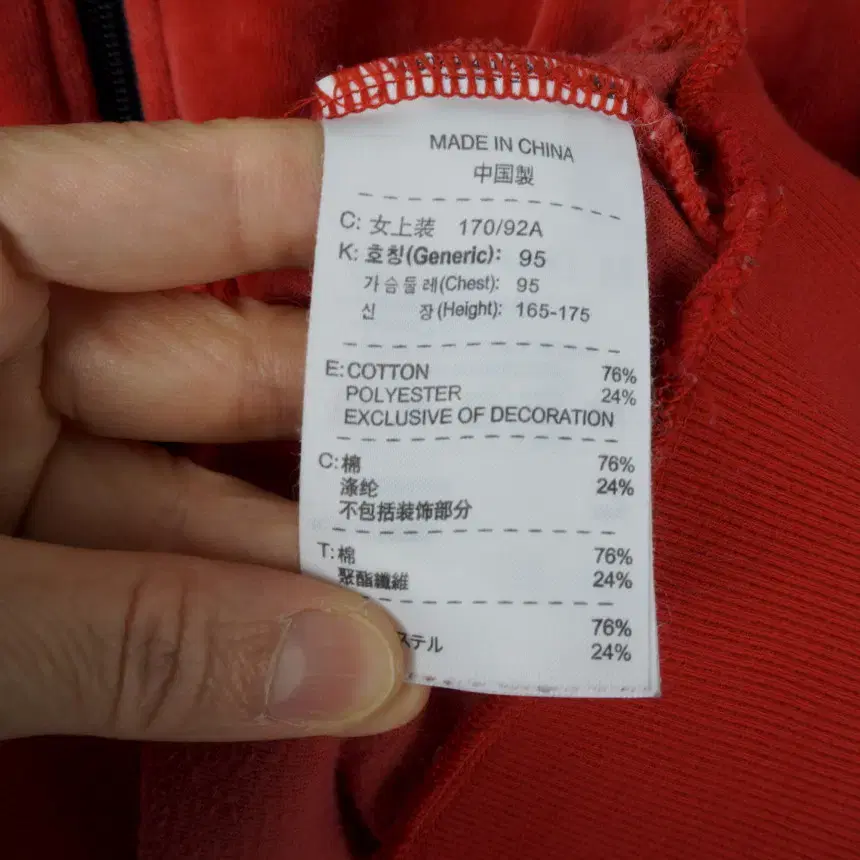 MADE IN CHINA
中国製
C: 女上装 170/92A
K: 호칭(Generic): 95
가슴둘레(Chest): 95
신 장(Height): 165-175
E: COTTON 76%
POLYESTER 24%
EXCLUSIVE OF DECORATION
C: 棉 76%
涤纶 24%
不包括装饰部分
T: 棉 76%
聚酯纖維 24%
76%
ステル 24%